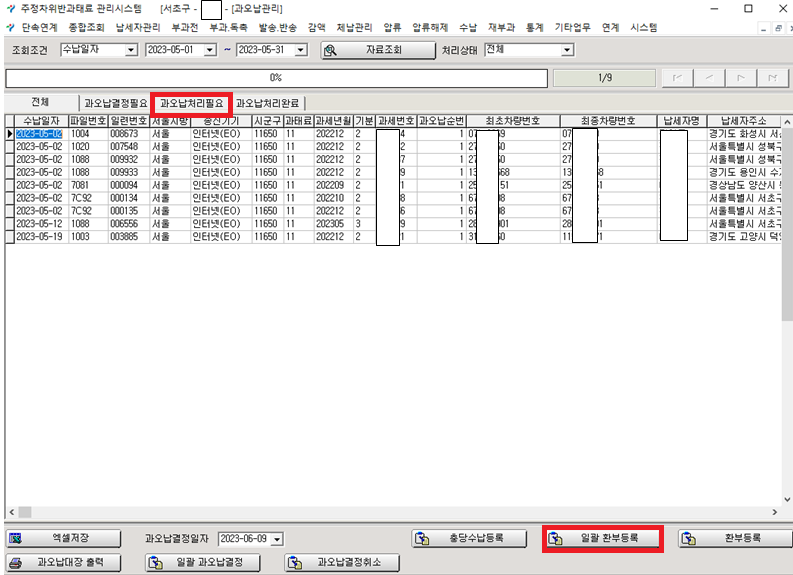 주정차위반과태료 관리시스템 [서초구 - - [과오납관리]
단속연계 종합조회 납세자관리 부과전 부과.독촉 발송.반송 감액 체납관리 압류 압류해제 수납 재부과 통계 기타업무 연계 시스템
조회조건 수납일자 2023-05-01 ~ 2023-05-31 자료조회 처리상태 전체
0% 1/9
전체 과오납결정필요 과오납처리필요 과오납처리완료
수납일자 파일번호 일련번호 서울지방 송신기기 시군구 과태료 과세년월 기분 과세번호 과오납순번 최초차량번호 최종차량번호 납세자명 납세자주소
2023-05-02 1004 008673 서울 인터넷(EO) 11650 11 202212 2 4 1 07 49 07 경기도 화성시
2023-05-02 1020 007548 서울 인터넷(EO) 11650 11 202212 2 2 1 27 50 27 서울특별시 성북구
2023-05-02 1088 009932 서울 인터넷(EO) 11650 11 202212 2 7 1 27 50 27 서울특별시 성북구
2023-05-02 1088 009933 서울 인터넷(EO) 11650 11 202212 2 9 1 13 568 13 8 경기도 용인시
2023-05-02 7081 000094 서울 인터넷(EO) 11650 11 202209 2 1 1 25 51 25 1 경상남도 양산시
2023-05-02 7C92 000134 서울 인터넷(EO) 11650 11 202210 2 8 1 67 08 67 서울특별시 서초구
2023-05-02 7C92 000135 서울 인터넷(EO) 11650 11 202212 2 6 1 67 08 67 서울특별시 서초구
2023-05-12 1088 006556 서울 인터넷(EO) 11650 11 202305 3 9 1 28 001 28 01 서울특별시 서초구
2023-05-19 1003 003885 서울 인터넷(EO) 11650 11 202212 2 1 1 31 50 11 1 경기도 고양시
엑셀저장 과오납결정일자 2023-06-09 충당수납등록 일괄 환부등록 환부등록
과오납대장 출력 일괄 과오납결정 과오납결정취소